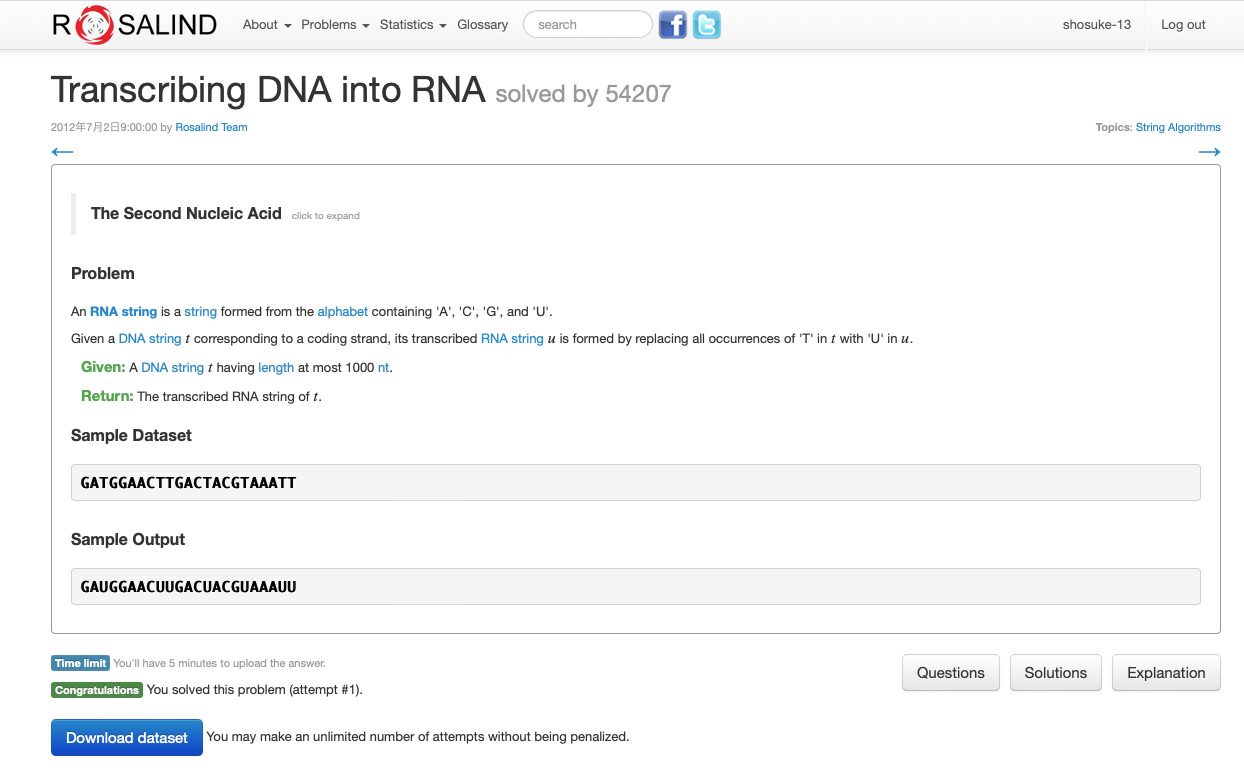 ROSALIND About Problems Statistics Glossary search shosuke-13 Log out
Transcribing DNA into RNA solved by 54207
2012年7月2日9:00:00 by Rosalind Team Topics: String Algorithms
← →
The Second Nucleic Acid click to expand
Problem
An RNA string is a string formed from the alphabet containing 'A', 'C', 'G', and 'U'.
Given a DNA string t corresponding to a coding strand, its transcribed RNA string u is formed by replacing all occurrences of 'T' in t with 'U' in u.
Given: A DNA string t having length at most 1000 nt.
Return: The transcribed RNA string of t.
Sample Dataset
GATGGAACTTGACTACGTAAATT
Sample Output
GAUGGAACUUGACUACGUAAAUU
Time limit You'll have 5 minutes to upload the answer.
Congratulations You solved this problem (attempt #1).
Questions Solutions Explanation
Download dataset You may make an unlimited number of attempts without being penalized.